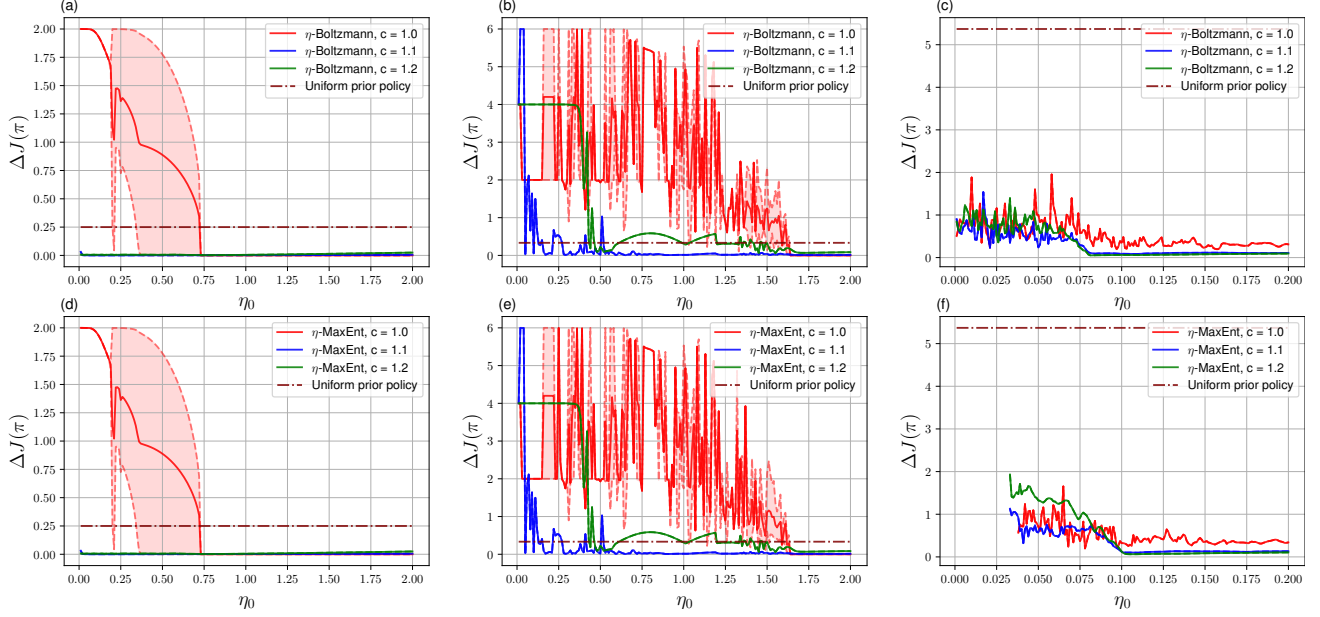 (a)
2.00
1.75
1.50
1.25
1.00
0.75
0.50
0.25
0.00
ΔJ(π)
η-Boltzmann, c = 1.0
η-Boltzmann, c = 1.1
η-Boltzmann, c = 1.2
Uniform prior policy
0.00 0.25 0.50 0.75 1.00 1.25 1.50 1.75 2.00
η₀
(b)
6
5
4
3
2
1
0
ΔJ(π)
η-Boltzmann, c = 1.0
η-Boltzmann, c = 1.1
η-Boltzmann, c = 1.2
Uniform prior policy
0.00 0.25 0.50 0.75 1.00 1.25 1.50 1.75 2.00
η₀
(c)
5
4
3
2
1
0
ΔJ(π)
η-Boltzmann, c = 1.0
η-Boltzmann, c = 1.1
η-Boltzmann, c = 1.2
Uniform prior policy
0.000 0.025 0.050 0.075 0.100 0.125 0.150 0.175 0.200
η₀
(d)
2.00
1.75
1.50
1.25
1.00
0.75
0.50
0.25
0.00
ΔJ(π)
η-MaxEnt, c = 1.0
η-MaxEnt, c = 1.1
η-MaxEnt, c = 1.2
Uniform prior policy
0.00 0.25 0.50 0.75 1.00 1.25 1.50 1.75 2.00
η₀
(e)
6
5
4
3
2
1
0
ΔJ(π)
η-MaxEnt, c = 1.0
η-MaxEnt, c = 1.1
η-MaxEnt, c = 1.2
Uniform prior policy
0.00 0.25 0.50 0.75 1.00 1.25 1.50 1.75 2.00
η₀
(f)
5
4
3
2
1
0
ΔJ(π)
η-MaxEnt, c = 1.0
η-MaxEnt, c = 1.1
η-MaxEnt, c = 1.2
Uniform prior policy
0.000 0.025 0.050 0.075 0.100 0.125 0.150 0.175 0.200
η₀